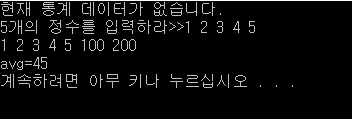 현재 통계 데이터가 없습니다.
5개의 정수를 입력하라>>1 2 3 4 5
1 2 3 4 5 100 200
avg=45
계속하려면 아무 키나 누르십시오 . . .